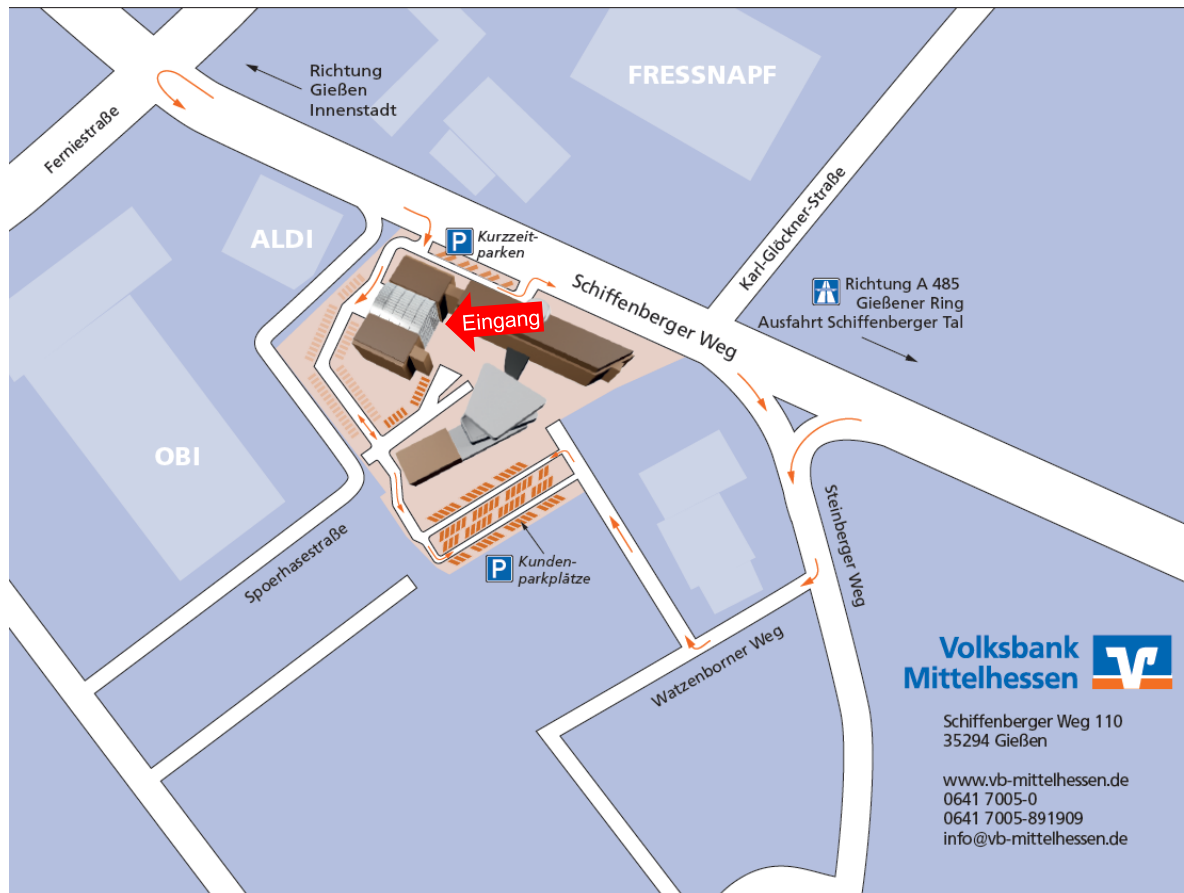 Richtung
Gießen
Innenstadt
FRESSNAPF
Ferniestraße
ALDI
P
Kurzzeit-
parken
Karl-Glöckner-Straße
Schiffenberger Weg
Richtung A 485
Gießener Ring
Ausfahrt Schiffenberger Tal
Eingang
OBI
Spoerhasestraße
P
Kunden-
parkplätze
Steinberger Weg
Watzenborner Weg
Volksbank
Mittelhessen
Schiffenberger Weg 110
35294 Gießen
www.vb-mittelhessen.de
0641 7005-0
0641 7005-891909
info@vb-mittelhessen.de